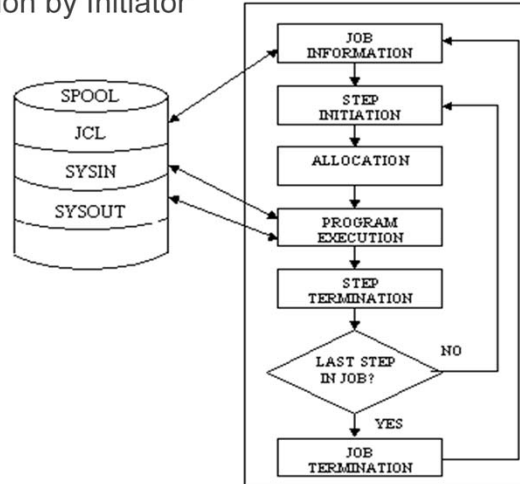 on by Initiator
SPOOL
JCL
SYSIN
SYSOUT
JOB
INFORMATION
STEP
INITIATION
ALLOCATION
PROGRAM
EXECUTION
STEP
TERMINATION
LAST STEP
IN JOB?
NO
YES
JOB
TERMINATION